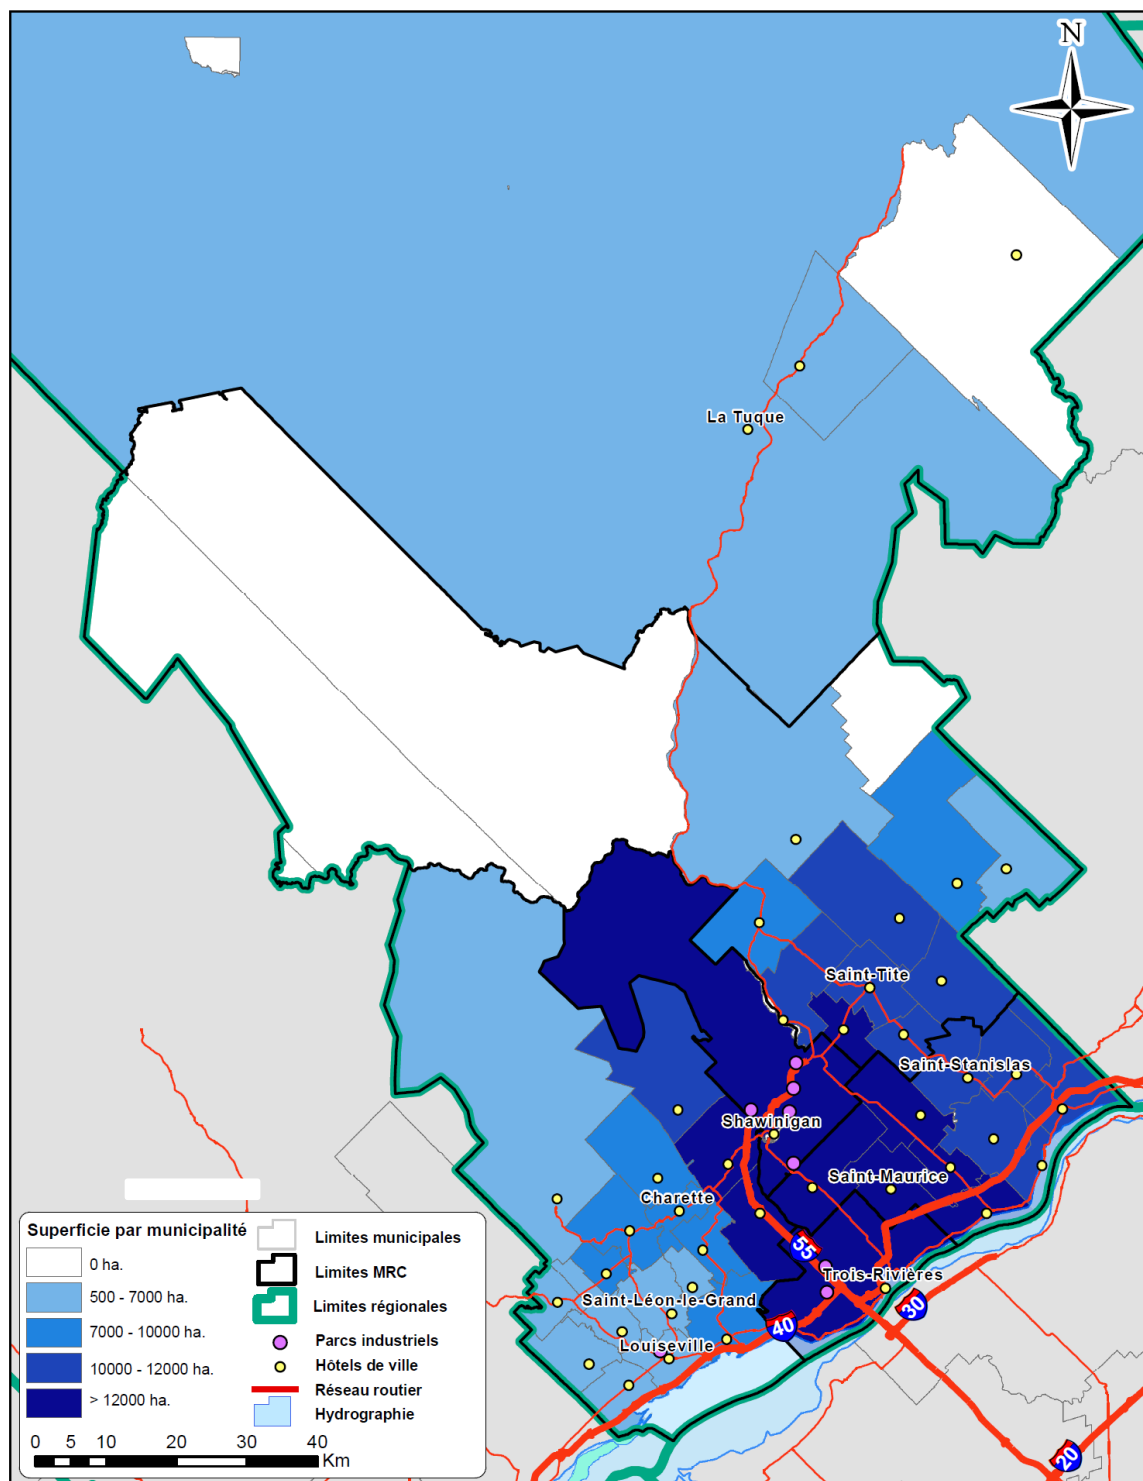 N
La Tuque
Saint-Tite
Saint-Stanislas
Shawinigan
Saint-Maurice
Charette
55
Trois-Rivières
Saint-Léon-le-Grand
30
40
Louiseville
20
Superficie par municipalité
0 ha.
500 - 7000 ha.
7000 - 10000 ha.
10000 - 12000 ha.
> 12000 ha.
Limites municipales
Limites MRC
Limites régionales
Parcs industriels
Hôtels de ville
Réseau routier
Hydrographie
0 5 10 20 30 40
Km